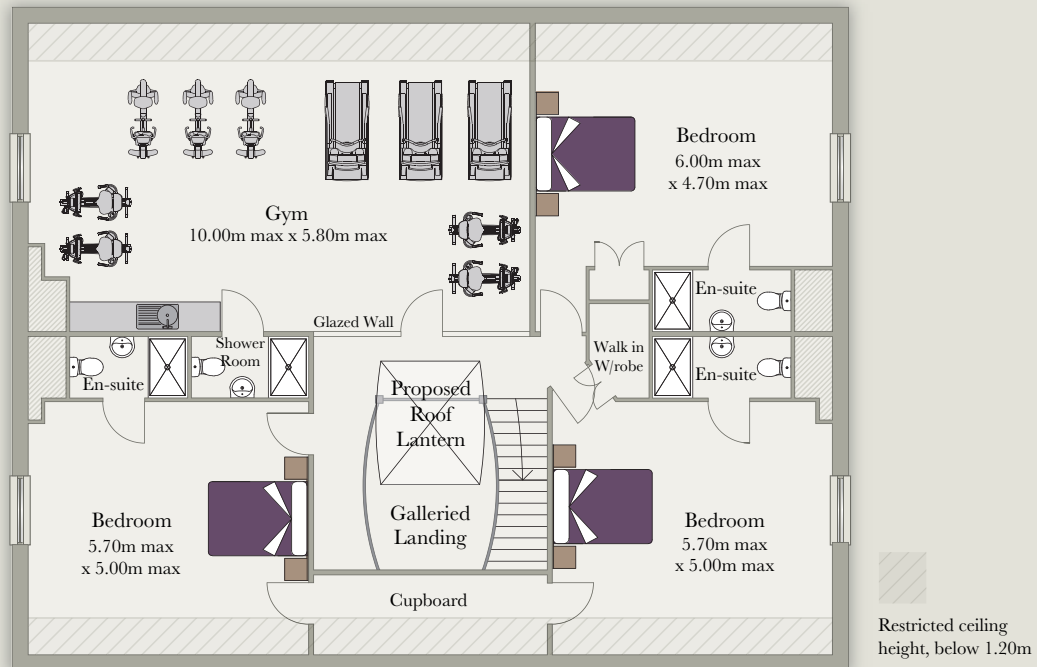 Bedroom
6.00m max
x 4.70m max
Gym
10.00m max x 5.80m max
Glazed Wall
En-suite
Shower
Room
En-suite
Walk in
W/robe
En-suite
Proposed
Roof
Lantern
Galleried
Landing
Bedroom
5.70m max
x 5.00m max
Bedroom
5.70m max
x 5.00m max
Cupboard
Restricted ceiling
height, below 1.20m